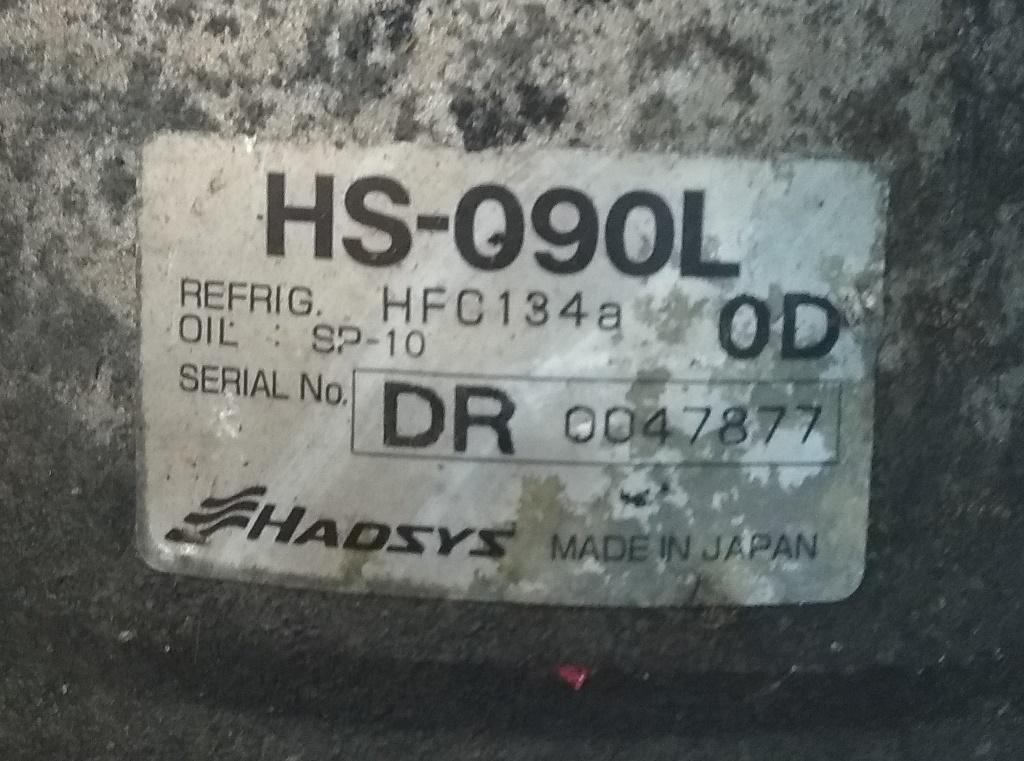 HS-090L
REFRIG. HFC134a
OIL : SP-10
0D
SERIAL No. DR 0047877
HADSYS MADE IN JAPAN